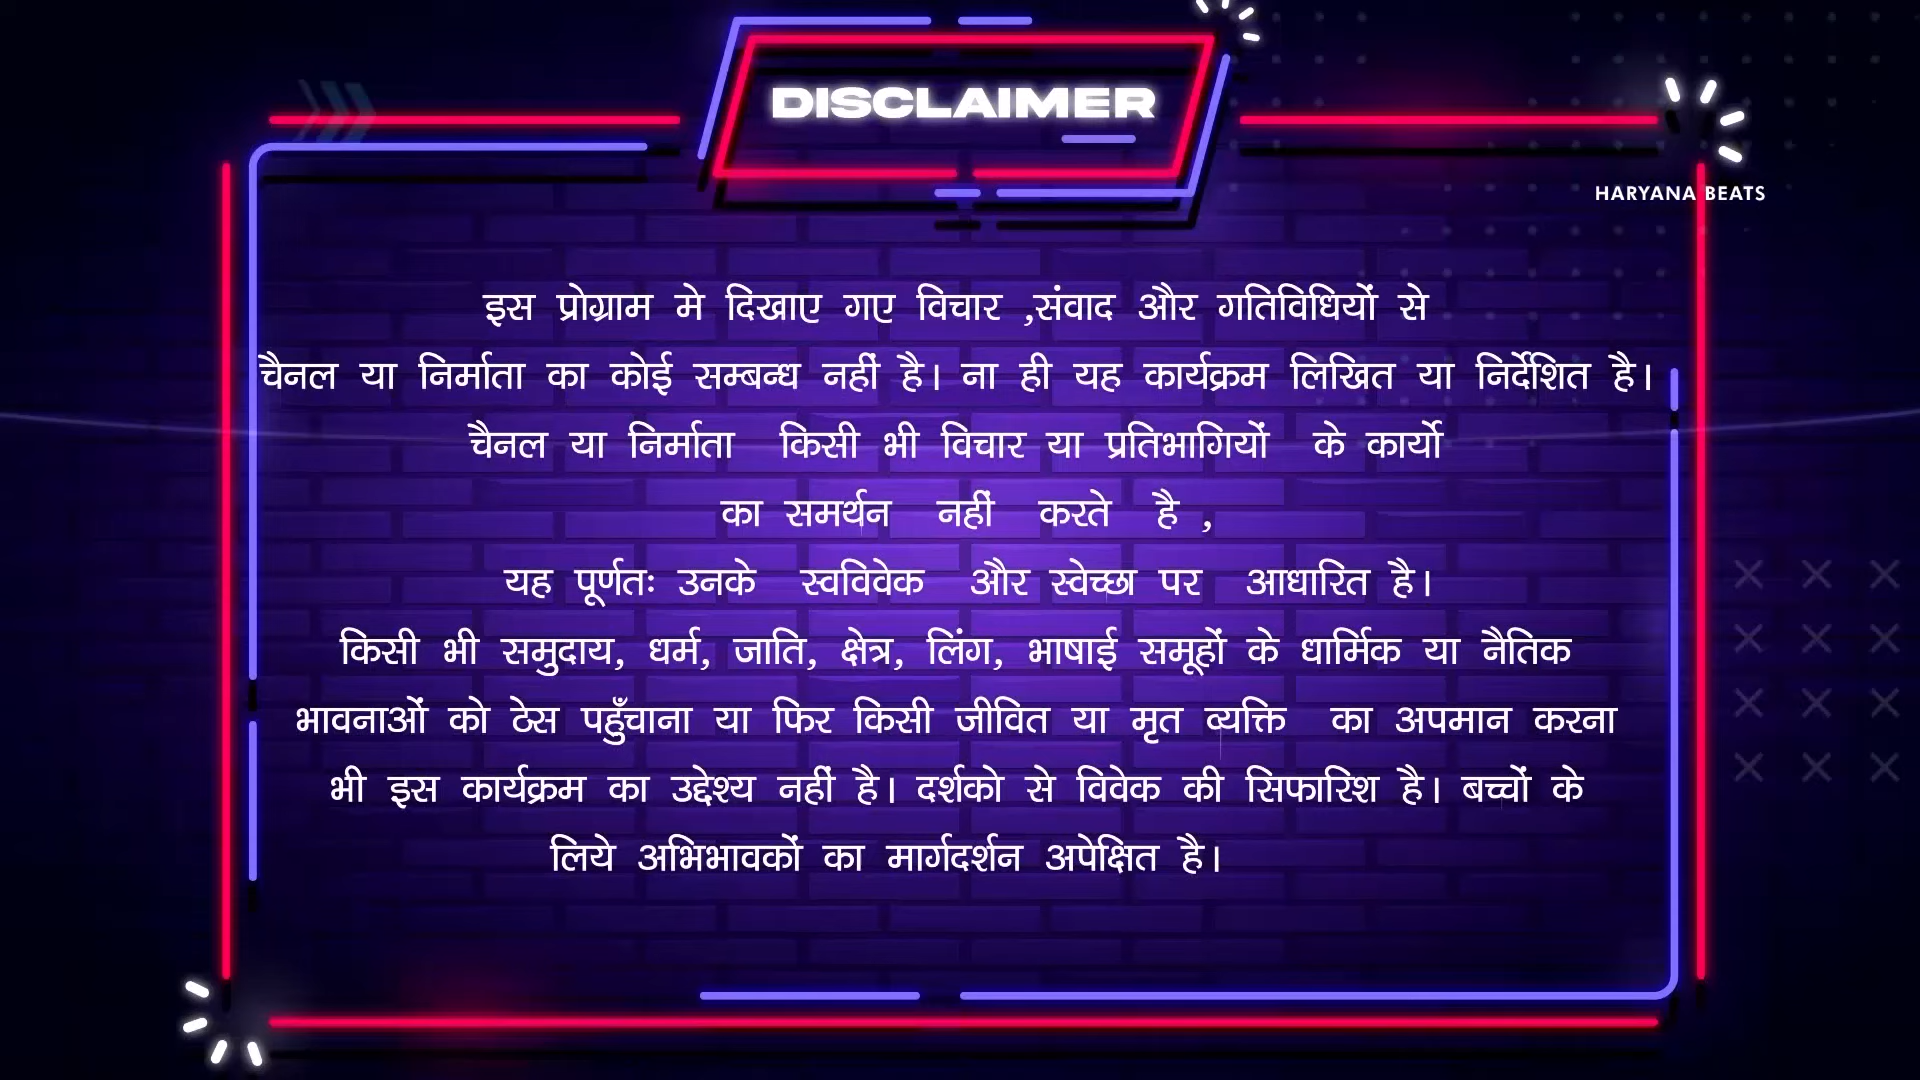 DISCLAIMER
HARYANA BEATS
इस प्रोग्राम मे दिखाए गए विचार ,संवाद और गतिविधियों से
चैनल या निर्माता का कोई सम्बन्ध नहीं है। ना ही यह कार्यक्रम लिखित या निर्देशित है।
चैनल या निर्माता किसी भी विचार या प्रतिभागियों के कार्यो
का समर्थन नहीं करते है ,
यह पूर्णतः उनके स्वविवेक और स्वेच्छा पर आधारित है।
किसी भी समुदाय, धर्म, जाति, क्षेत्र, लिंग, भाषाई समूहों के धार्मिक या नैतिक
भावनाओं को ठेस पहुँचाना या फिर किसी जीवित या मृत व्यक्ति का अपमान करना
भी इस कार्यक्रम का उद्देश्य नहीं है। दर्शको से विवेक की सिफारिश है। बच्चों के
लिये अभिभावकों का मार्गदर्शन अपेक्षित है।